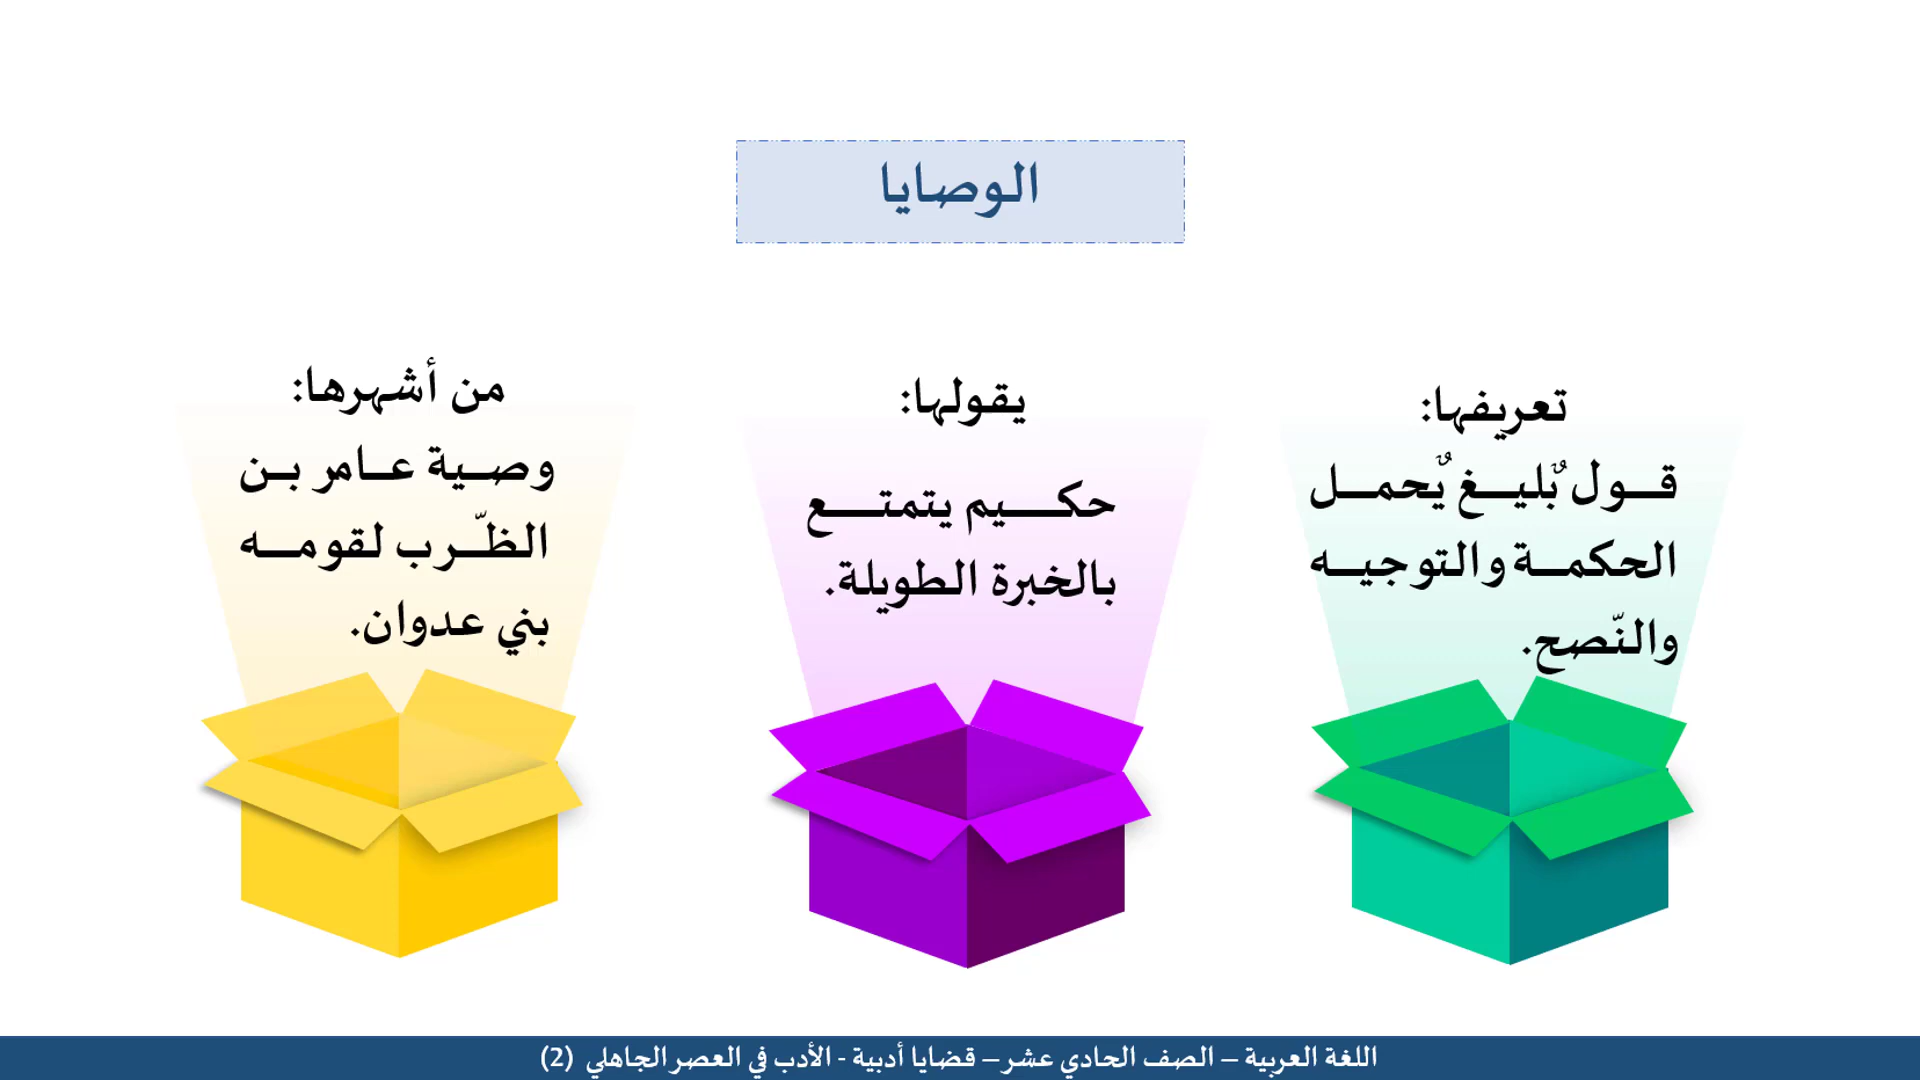 الوصايا
تعريفها:
قول ٌبليغ ٌيحمل
الحكمة والتوجيه
والنّصح.
يقولها:
حكيم يتمتع
بالخبرة الطويلة.
من أشهرها:
وصية عامر بن
الظّرب لقومه
بني عدوان.
اللغة العربية – الصف الحادي عشر – قضايا أدبية - الأدب في العصر الجاهلي (2)